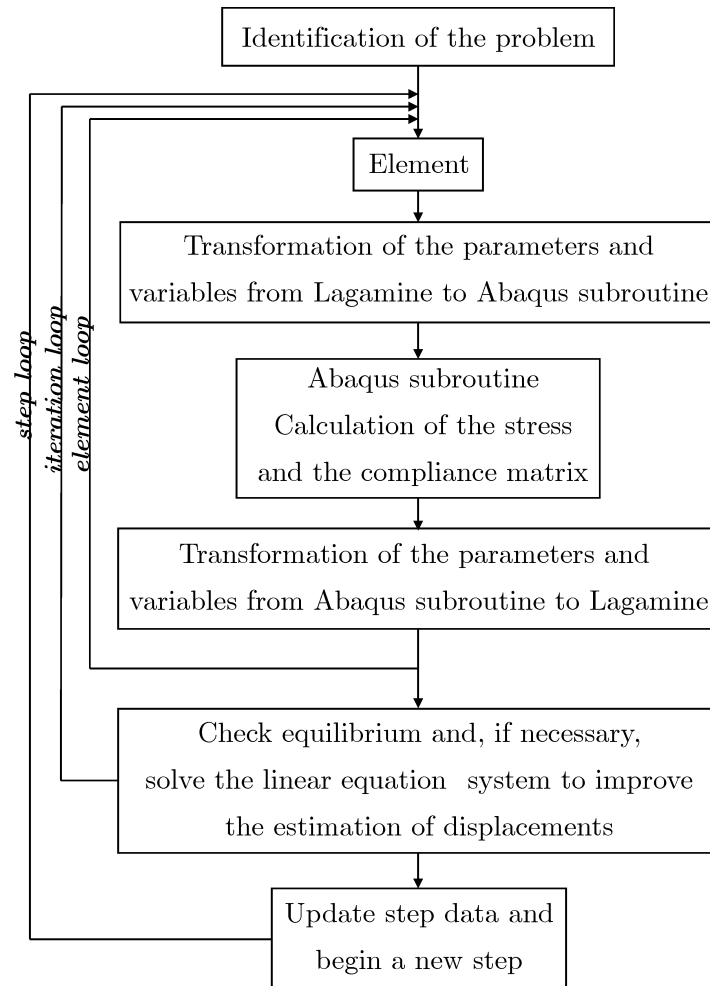 Identification of the problem
Element
Transformation of the parameters and
variables from Lagamine to Abaqus subroutine
step loop
iteration loop
element loop
Abaqus subroutine
Calculation of the stress
and the compliance matrix
Transformation of the parameters and
variables from Abaqus subroutine to Lagamine
Check equilibrium and, if necessary,
solve the linear equation system to improve
the estimation of displacements
Update step data and
begin a new step